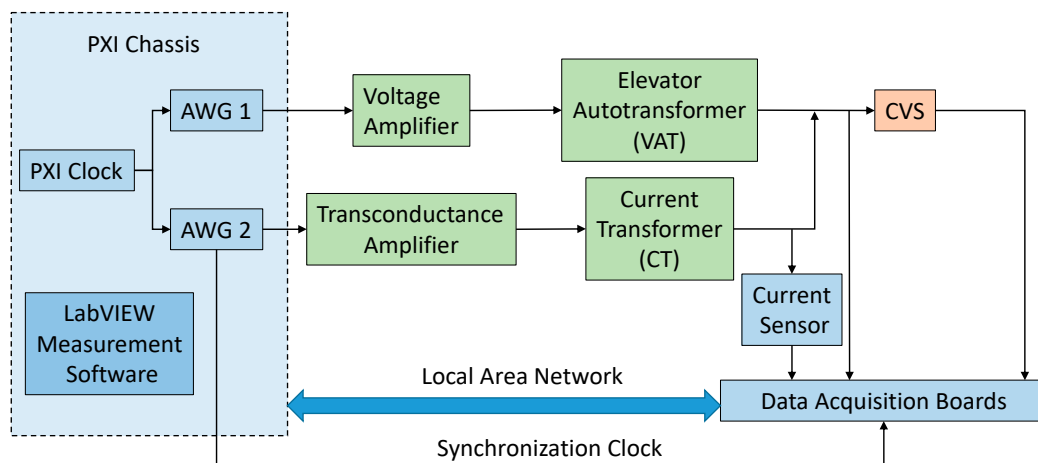 PXI Chassis
AWG 1
PXI Clock
AWG 2
LabVIEW
Measurement
Software
Voltage
Amplifier
Elevator
Autotransformer
(VAT)
CVS
Transconductance
Amplifier
Current
Transformer
(CT)
Current
Sensor
Local Area Network
Data Acquisition Boards
Synchronization Clock